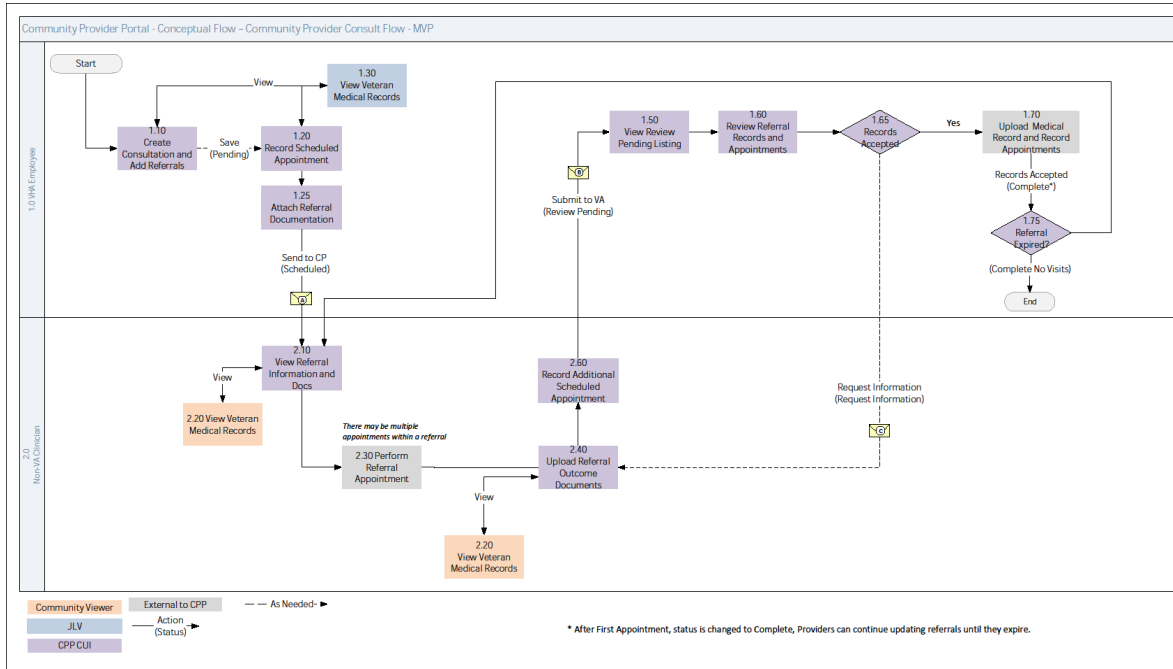 Community Provider Portal - Conceptual Flow – Community Provider Consult Flow - MVP
1.0 VHA Employee
Start
View
1.30
View Veteran
Medical Records
1.10
Create
Consultation and
Add Referrals
Save
(Pending)
1.20
Record Scheduled
Appointment
1.25
Attach Referral
Documentation
Send to CP
(Scheduled)
A
B
Submit to VA
(Review Pending)
1.50
View Review
Pending Listing
1.60
Review Referral
Records and
Appointments
1.65
Records
Accepted
Yes
1.70
Upload Medical
Record and Record
Appointments
Records Accepted
(Complete*)
1.75
Referral
Expired?
(Complete No Visits)
End
2.0
Non-VA Clinician
2.10
View Referral
Information and
Docs
View
2.20 View Veteran
Medical Records
There may be multiple
appointments within a referral
2.30 Perform
Referral
Appointment
2.60
Record Additional
Scheduled
Appointment
2.40
Upload Referral
Outcome
Documents
View
2.20
View Veteran
Medical Records
Request Information
(Request Information)
C
Community Viewer
External to CPP
As Needed
JLV
Action
(Status)
CPP CUI
* After First Appointment, status is changed to Complete, Providers can continue updating referrals until they expire.